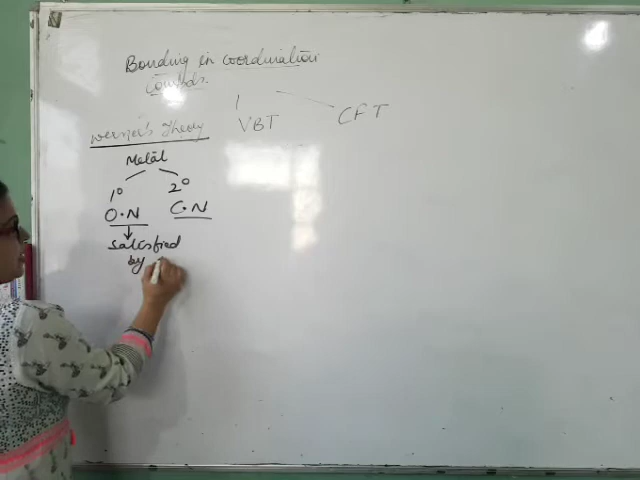 Bonding in coordination
compds.
VBT CFT
Werner's Theory
Metal
1° 2°
O.N C.N
satisfied
by